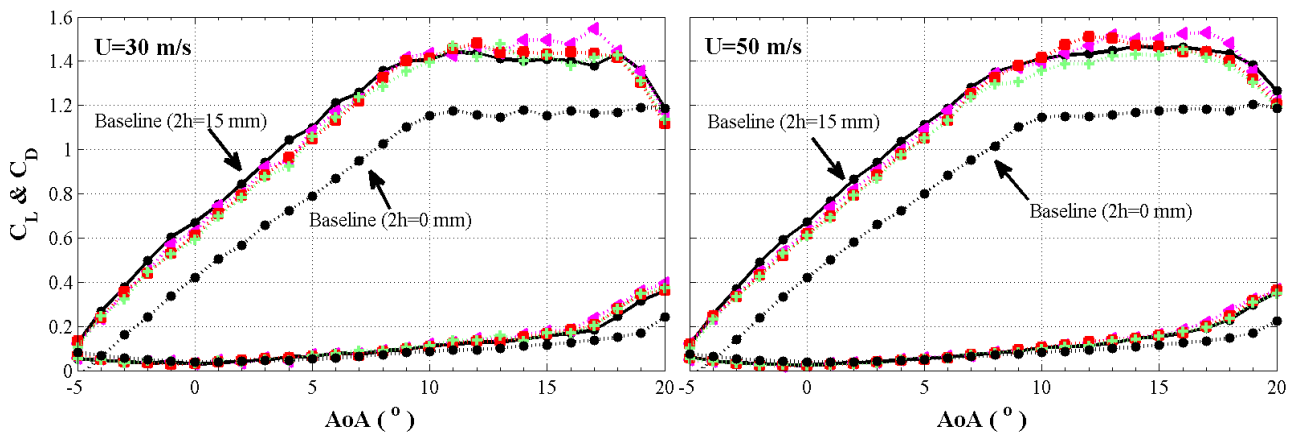 U=30 m/s
U=50 m/s
C_L & C_D
1.6
1.4
1.2
1
0.8
0.6
0.4
0.2
0
Baseline (2h=15 mm)
Baseline (2h=0 mm)
-5
0
5
10
15
20
AoA ( ° )
Baseline (2h=15 mm)
Baseline (2h=0 mm)
-5
0
5
10
15
20
AoA ( ° )